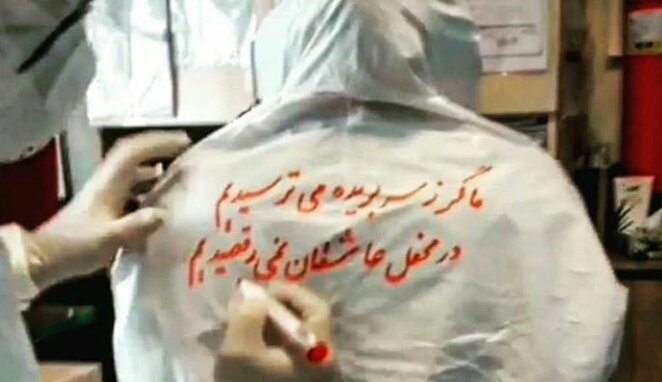 ما گر ز سر بریده می ترسیدیم
در محفل عاشقان نمی رقصیدیم